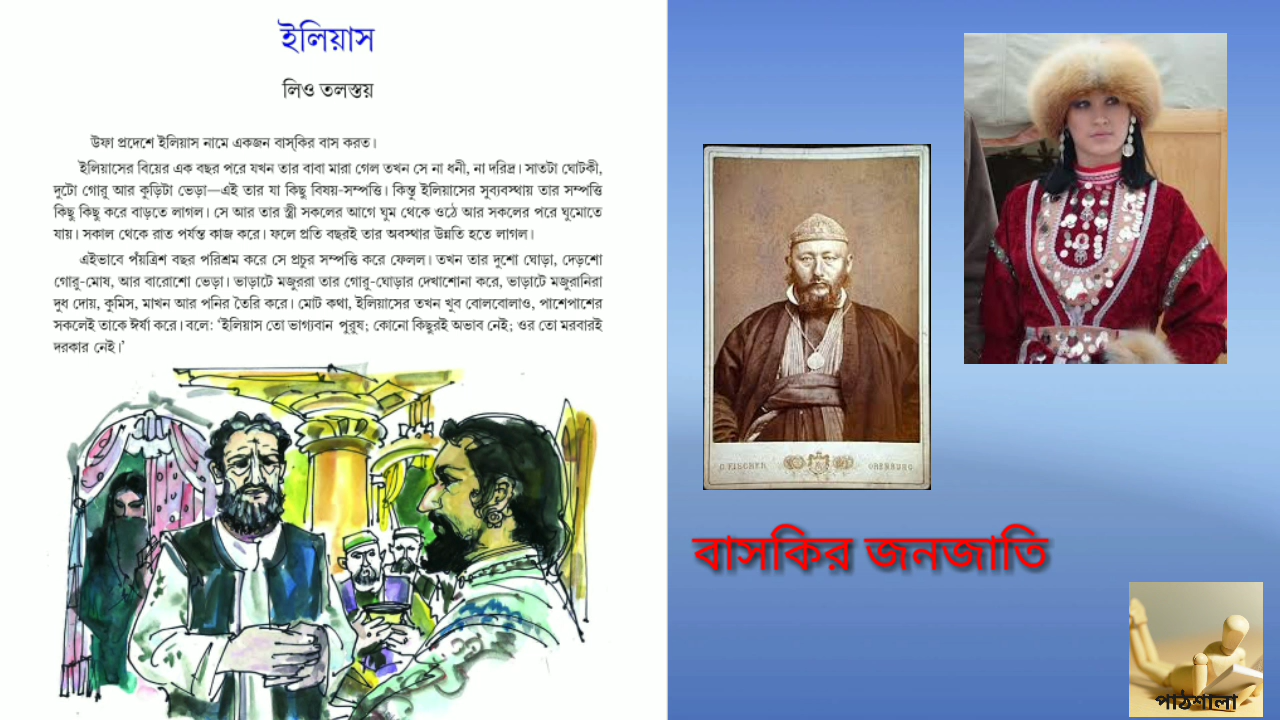 ইলিয়াস
লিও তলস্তয়
উফা প্রদেশে ইলিয়াস নামে একজন বাস্‌কির বাস করত।
ইলিয়াসের বিয়ের এক বছর পরে যখন তার বাবা মারা গেল তখন সে না ধনী, না দরিদ্র। সাতটা ঘোটকী,
দুটো গোরু আর কুড়িটা ভেড়া—এই তার যা কিছু বিষয়-সম্পত্তি। কিন্তু ইলিয়াসের সুব্যবস্থায় তার সম্পত্তি
কিছু কিছু করে বাড়তে লাগল। সে আর তার স্ত্রী সকলের আগে ঘুম থেকে ওঠে আর সকলের পরে ঘুমোতে
যায়। সকাল থেকে রাত পর্যন্ত কাজ করে। ফলে প্রতি বছরই তার অবস্থার উন্নতি হতে লাগল।
এইভাবে পঁয়ত্রিশ বছর পরিশ্রম করে সে প্রচুর সম্পত্তি করে ফেলল। তখন তার দুশো ঘোড়া, দেড়শো
গোরু-মোষ, আর বারোশো ভেড়া। ভাড়াটে মজুররা তার গোরু-ঘোড়ার দেখাশোনা করে, ভাড়াটে মজুরানিরা
দুধ দোয়, কুমিস, মাখন আর পনির তৈরি করে। মোট কথা, ইলিয়াসের তখন খুব বোলবোলাও, পাশেপাশের
সকলেই তাকে ঈর্ষা করে। বলে: ‘ইলিয়াস তো ভাগ্যবান পুরুষ; কোনো কিছুরই অভাব নেই; ওর তো মরবারই
দরকার নেই।’
O. FISCHER ORENBURG
বাসকির জনজাতি
পাঠশালা